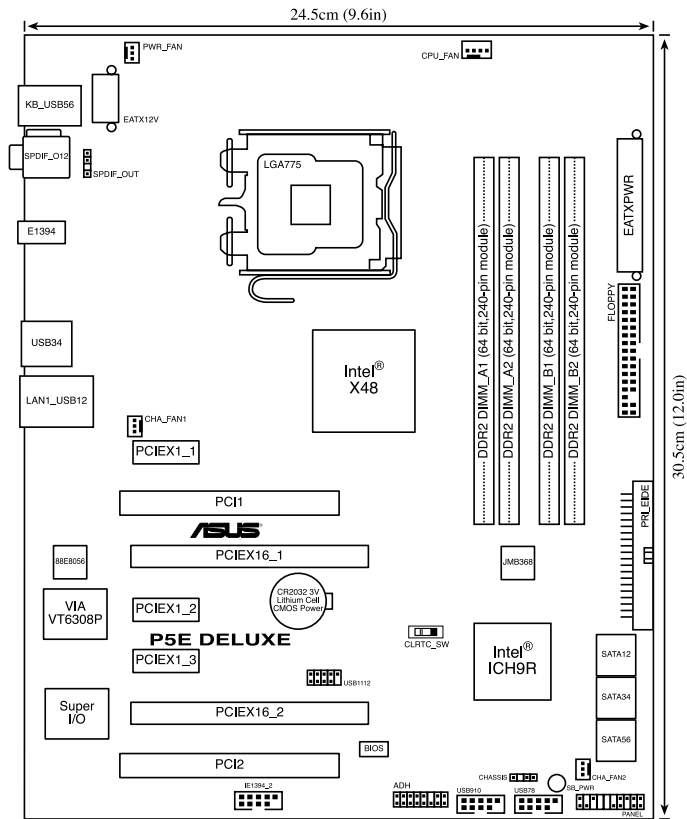 24.5cm (9.6in)
PWR_FAN
CPU_FAN
KB_USB56
EATX12V
SPDIF_O12
SPDIF_OUT
LGA775
E1394
DDR2 DIMM_A1 (64 bit,240-pin module)
DDR2 DIMM_A2 (64 bit,240-pin module)
DDR2 DIMM_B1 (64 bit,240-pin module)
DDR2 DIMM_B2 (64 bit,240-pin module)
EATXPWR
FLOPPY
30.5cm (12.0in)
USB34
Intel®
X48
LAN1_USB12
CHA_FAN1
PCIEX1_1
PCI1
ASUS
PRI_EIDE
88E8056
PCIEX16_1
JMB368
CR2032 3V
Lithium Cell
CMOS Power
VIA
VT6308P
PCIEX1_2
P5E DELUXE
CLRTC_SW
PCIEX1_3
Intel®
ICH9R
SATA12
USB1112
SATA34
Super
I/O
PCIEX16_2
SATA56
BIOS
PCI2
IE1394_2
ADH
CHASSIS
CHA_FAN2
USB910
USB78
SB_PWR
PANEL